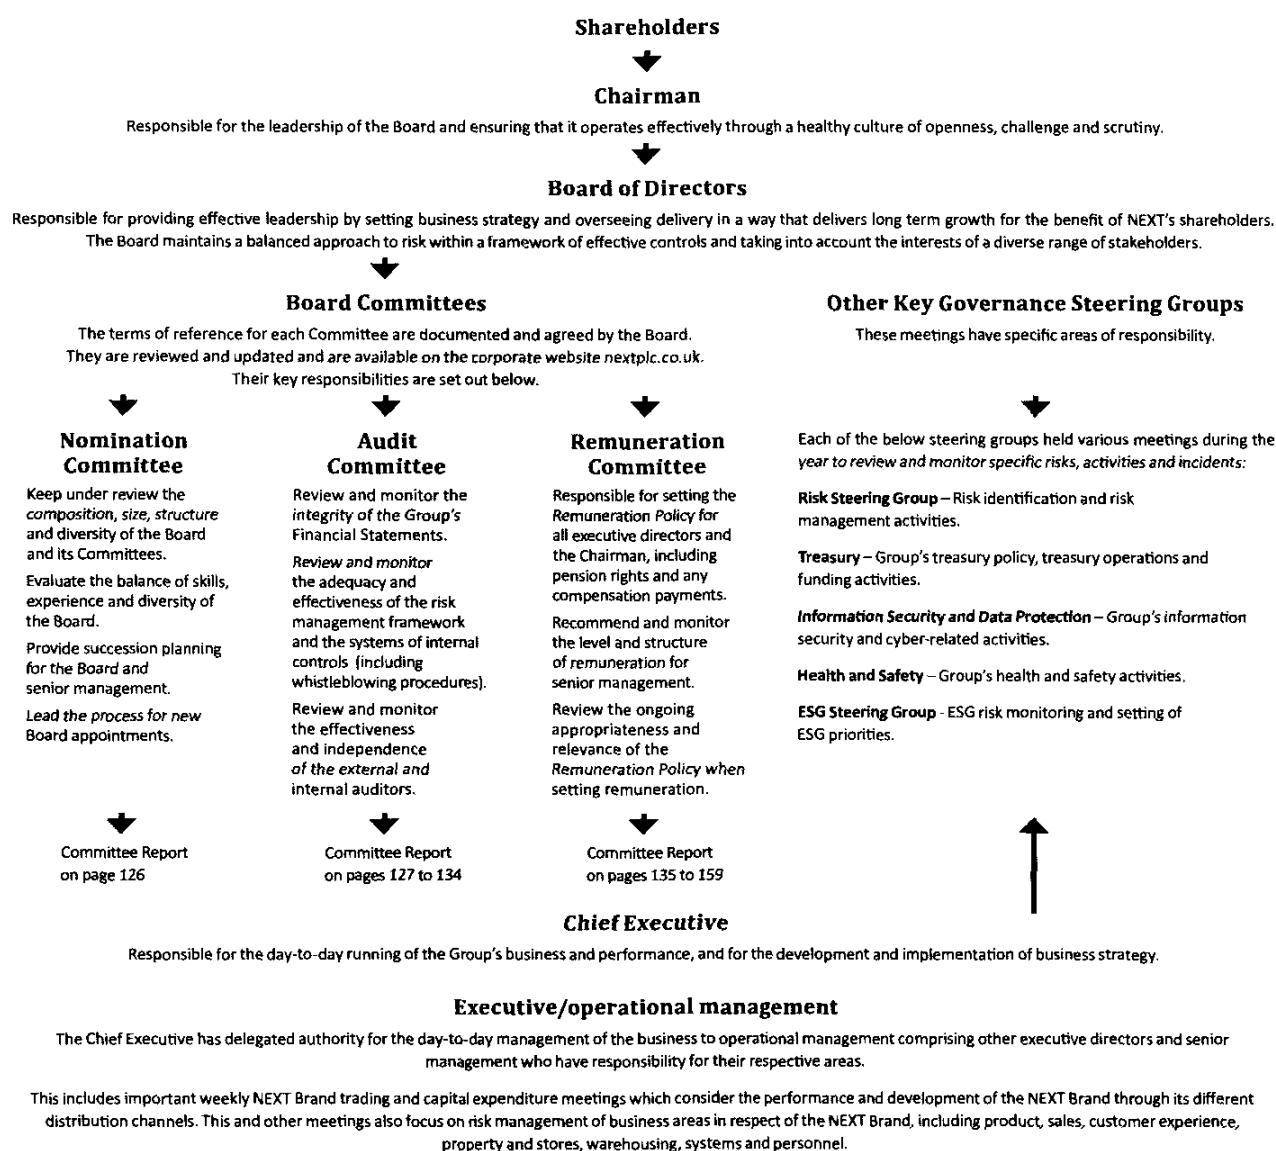 Shareholders
Chairman
Responsible for the leadership of the Board and ensuring that it operates effectively through a healthy culture of openness, challenge and scrutiny.
Board of Directors
Responsible for providing effective leadership by setting business strategy and overseeing delivery in a way that delivers long term growth for the benefit of NEXT's shareholders.
The Board maintains a balanced approach to risk within a framework of effective controls and taking into account the interests of a diverse range of stakeholders.
Board Committees
The terms of reference for each Committee are documented and agreed by the Board.
They are reviewed and updated and are available on the corporate website nextplc.co.uk.
Their key responsibilities are set out below.
Nomination
Committee
Keep under review the
composition, size, structure
and diversity of the Board
and its Committees.
Evaluate the balance of skills,
experience and diversity of
the Board.
Provide succession planning
for the Board and
senior management.
Lead the process for new
Board appointments.
Committee Report
on page 126
Audit
Committee
Review and monitor the
integrity of the Group's
Financial Statements.
Review and monitor
the adequacy and
effectiveness of the risk
management framework
and the systems of internal
controls (including
whistleblowing procedures).
Review and monitor
the effectiveness
and independence
of the external and
internal auditors.
Committee Report
on pages 127 to 134
Remuneration
Committee
Responsible for setting the
Remuneration Policy for
all executive directors and
the Chairman, including
pension rights and any
compensation payments.
Recommend and monitor
the level and structure
of remuneration for
senior management.
Review the ongoing
appropriateness and
relevance of the
Remuneration Policy when
setting remuneration.
Committee Report
on pages 135 to 159
Other Key Governance Steering Groups
These meetings have specific areas of responsibility.
Each of the below steering groups held various meetings during the
year to review and monitor specific risks, activities and incidents:
Risk Steering Group – Risk identification and risk
management activities.
Treasury – Group's treasury policy, treasury operations and
funding activities.
Information Security and Data Protection – Group's information
security and cyber-related activities.
Health and Safety – Group's health and safety activities.
ESG Steering Group - ESG risk monitoring and setting of
ESG priorities.
Chief Executive
Responsible for the day-to-day running of the Group's business and performance, and for the development and implementation of business strategy.
Executive/operational management
The Chief Executive has delegated authority for the day-to-day management of the business to operational management comprising other executive directors and senior
management who have responsibility for their respective areas.
This includes important weekly NEXT Brand trading and capital expenditure meetings which consider the performance and development of the NEXT Brand through its different
distribution channels. This and other meetings also focus on risk management of business areas in respect of the NEXT Brand, including product, sales, customer experience,
property and stores, warehousing, systems and personnel.